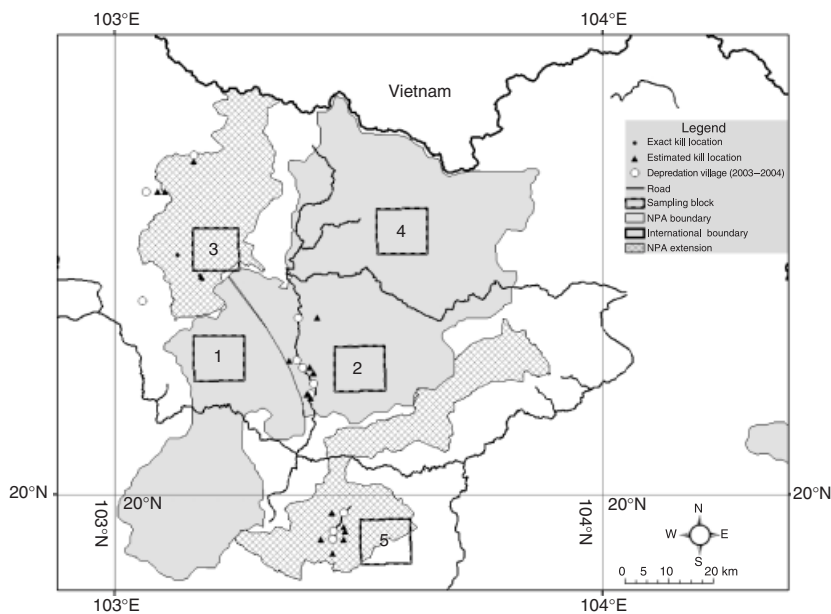 103°E
104°E
Vietnam
Legend
Exact kill location
Estimated kill location
Depredation village (2003–2004)
Road
Sampling block
NPA boundary
International boundary
NPA extension
4
3
1
2
20°N
103°N
20°N
104°N
20°N
20°N
5
N
W
E
S
0 5 10 20 km
103°E
104°E